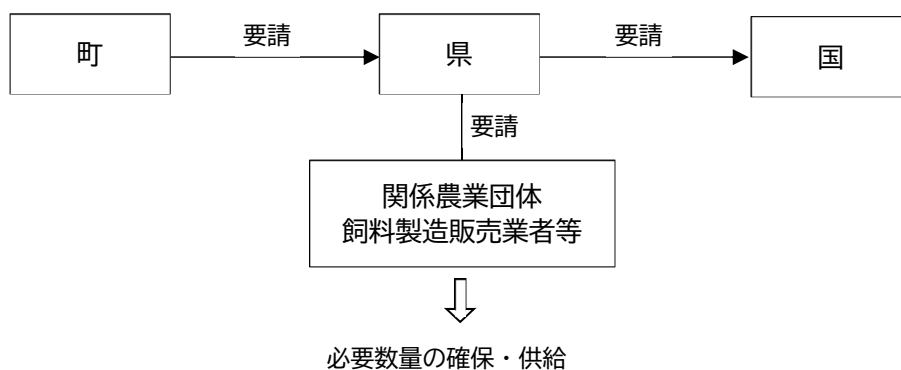 要請
要請
町
県
国
要請
関係農業団体
飼料製造販売業者等
必要数量の確保・供給